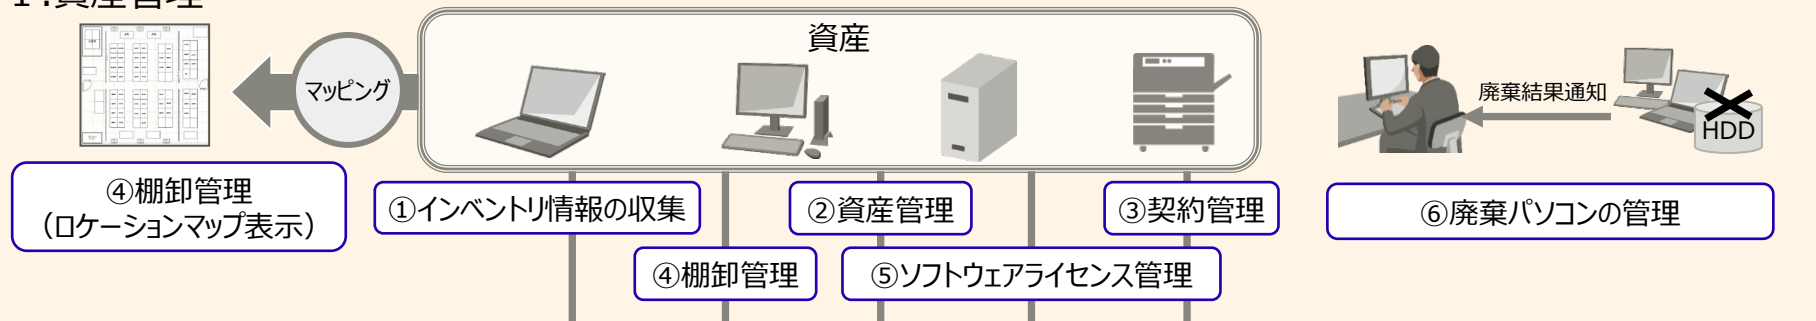 1.資産管理
資産
マッピング
廃棄結果通知
HDD
④棚卸管理
(ロケーションマップ表示)
①インベントリ情報の収集
②資産管理
③契約管理
⑥廃棄パソコンの管理
④棚卸管理
⑤ソフトウェアライセンス管理